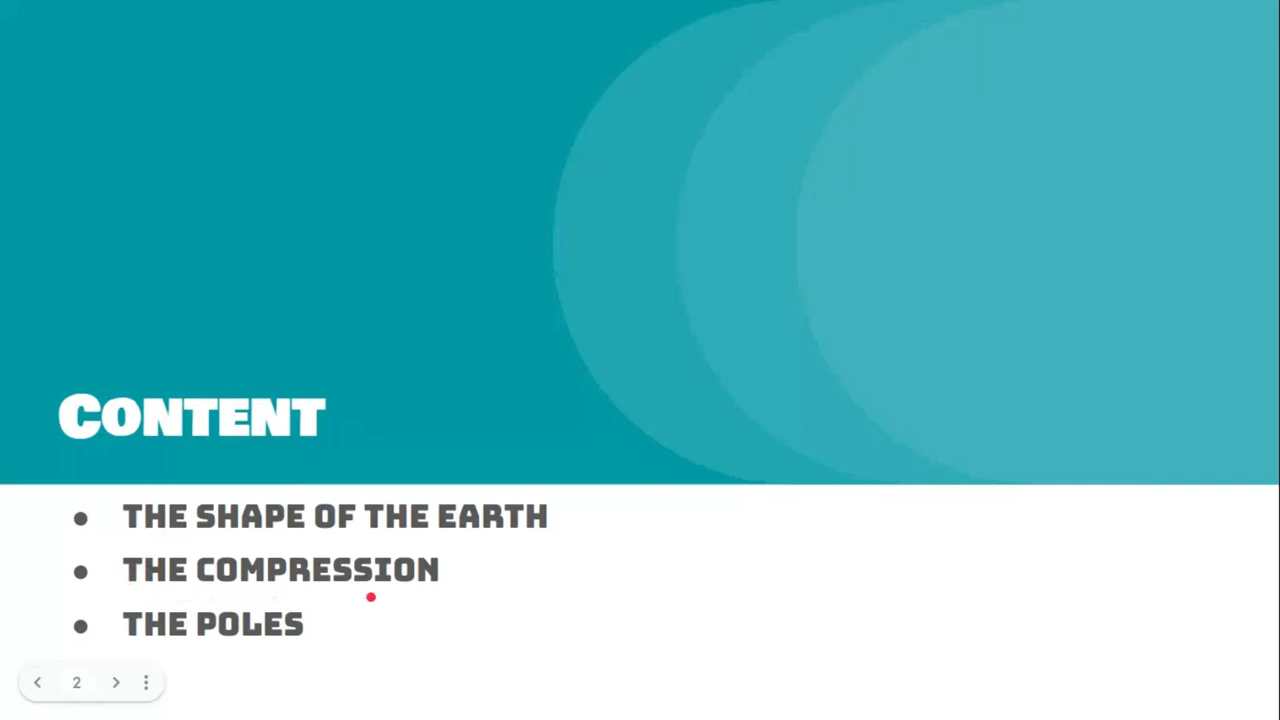 CONTENT
● THE SHAPE OF THE EARTH
● THE COMPRESSION
● THE POLES
2